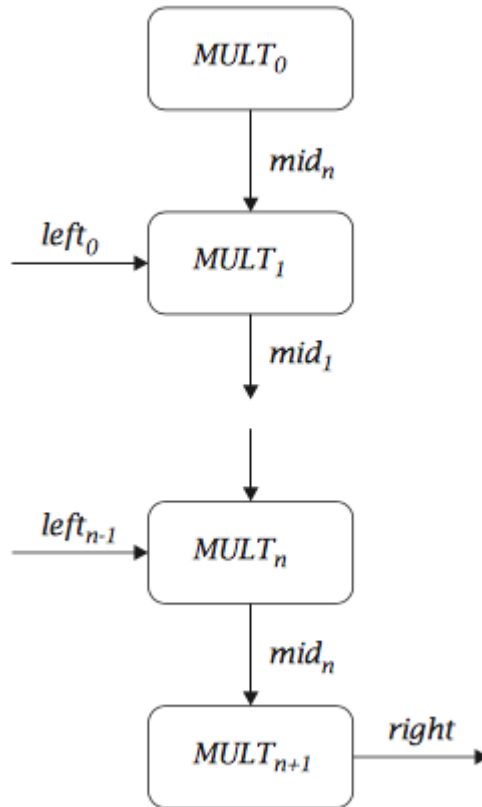 MULT₀
midₙ
left₀
MULT₁
mid₁
leftₙ₋₁
MULTₙ
midₙ
right
MULTₙ₊₁